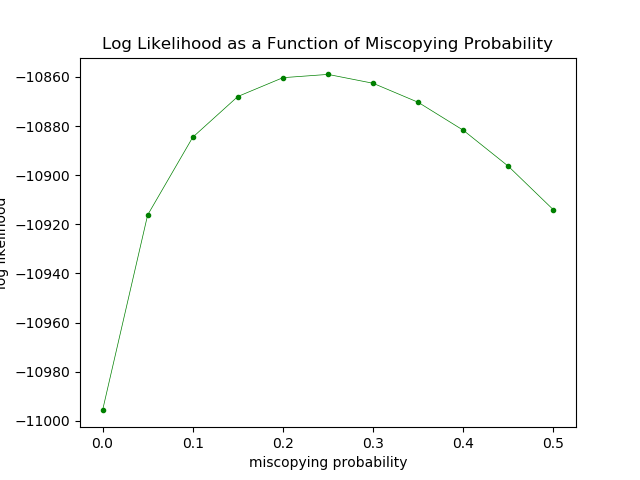 Log Likelihood as a Function of Miscopying Probability
log likelihood
−10860
−10880
−10900
−10920
−10940
−10960
−10980
−11000
0.0 0.1 0.2 0.3 0.4 0.5
miscopying probability